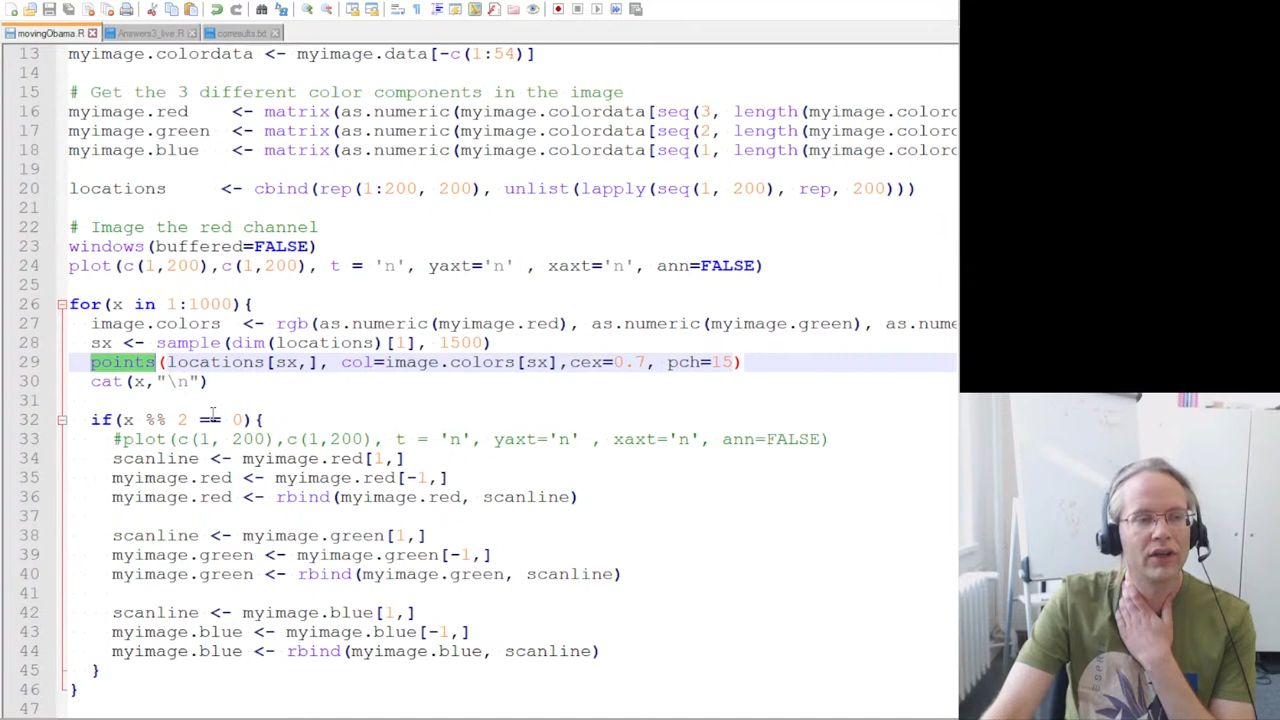 movingObama.R Answers3_live.R corresults.txt
13 myimage.colordata <- myimage.data[-c(1:54)]
14
15 # Get the 3 different color components in the image
16 myimage.red <- matrix(as.numeric(myimage.colordata[seq(3, length(myimage.colorc
17 myimage.green <- matrix(as.numeric(myimage.colordata[seq(2, length(myimage.colorc
18 myimage.blue <- matrix(as.numeric(myimage.colordata[seq(1, length(myimage.colorc
19
20 locations <- cbind(rep(1:200, 200), unlist(lapply(seq(1, 200), rep, 200)))
21
22 # Image the red channel
23 windows(buffered=FALSE)
24 plot(c(1,200),c(1,200), t = 'n', yaxt='n' , xaxt='n', ann=FALSE)
25
26 for(x in 1:1000){
27 image.colors <- rgb(as.numeric(myimage.red), as.numeric(myimage.green), as.nume
28 sx <- sample(dim(locations)[1], 1500)
29 points(locations[sx,], col=image.colors[sx],cex=0.7, pch=15)
30 cat(x,"\n")
31
32 if(x %% 2 == 0){
33 #plot(c(1, 200),c(1,200), t = 'n', yaxt='n' , xaxt='n', ann=FALSE)
34 scanline <- myimage.red[1,]
35 myimage.red <- myimage.red[-1,]
36 myimage.red <- rbind(myimage.red, scanline)
37
38 scanline <- myimage.green[1,]
39 myimage.green <- myimage.green[-1,]
40 myimage.green <- rbind(myimage.green, scanline)
41
42 scanline <- myimage.blue[1,]
43 myimage.blue <- myimage.blue[-1,]
44 myimage.blue <- rbind(myimage.blue, scanline)
45 }
46 }
47